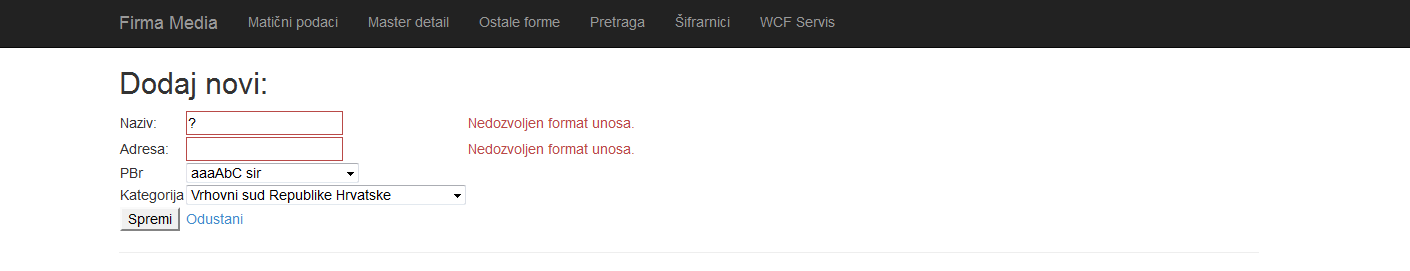 Firma Media Matični podaci Master detail Ostale forme Pretraga Šifrarnici WCF Servis
Dodaj novi:
Naziv: ? Nedozvoljen format unosa.
Adresa: Nedozvoljen format unosa.
PBr aaaAbC sir
Kategorija Vrhovni sud Republike Hrvatske
Spremi Odustani